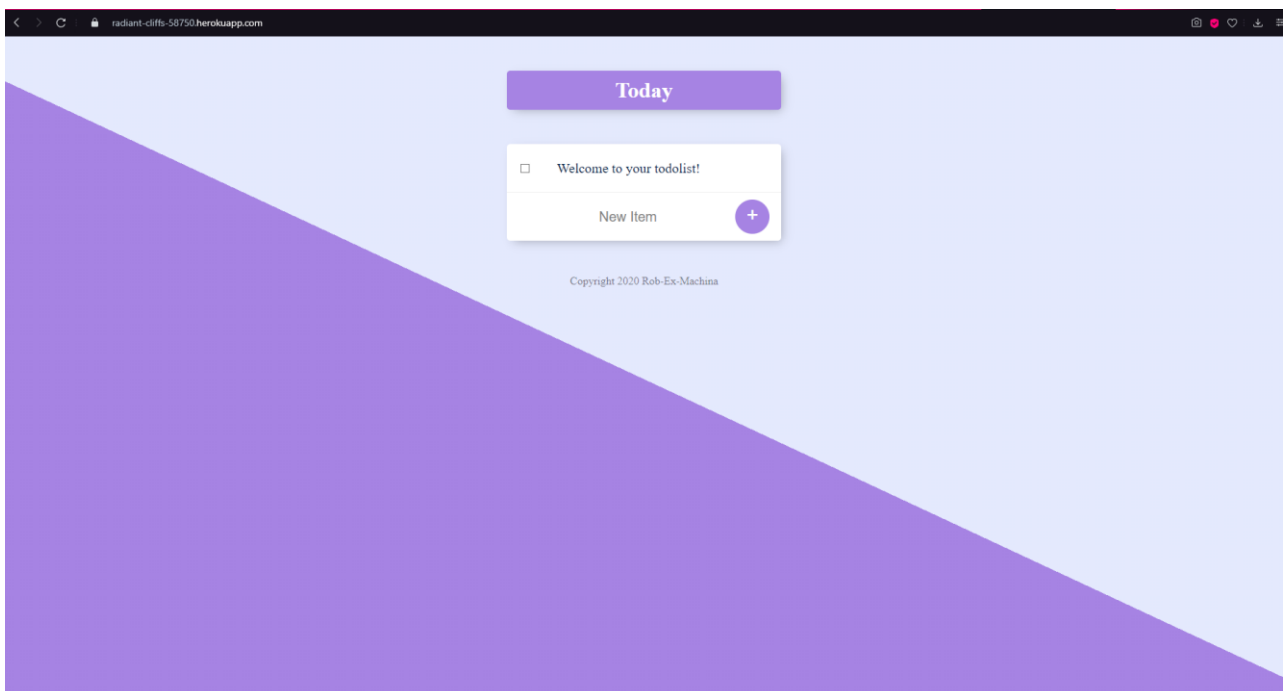 radiant-cliffs-58750.herokuapp.com
Today
Welcome to your todolist!
New Item
+
Copyright 2020 Rob-Ex-Machina